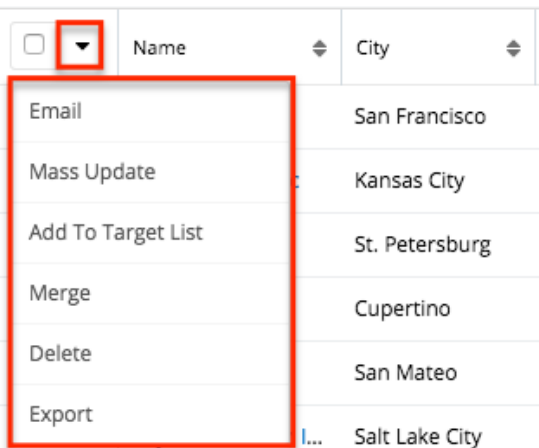 Name
City
Email
San Francisco
Mass Update
Kansas City
Add To Target List
St. Petersburg
Merge
Cupertino
Delete
San Mateo
Export
l...
Salt Lake City